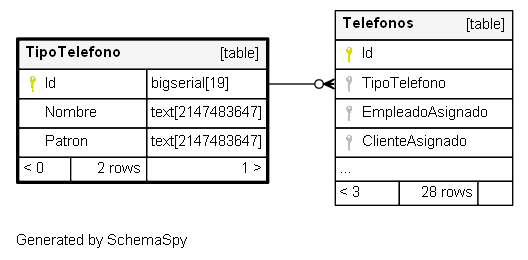 TipoTelefono [table]
Id bigserial[19]
Nombre text[2147483647]
Patron text[2147483647]
< 0 2 rows 1 >
Telefonos [table]
Id
TipoTelefono
EmpleadoAsignado
ClienteAsignado
...
< 3 28 rows
Generated by SchemaSpy